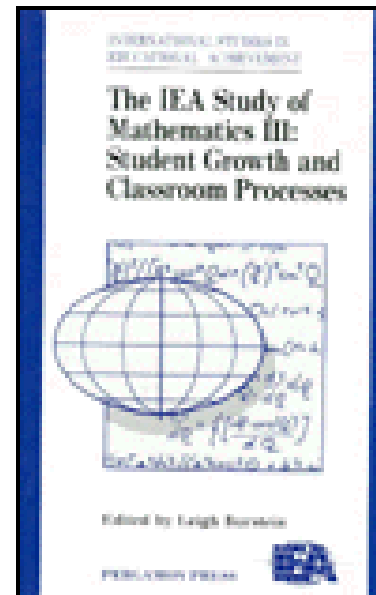 INTERNATIONAL STUDIES IN
EDUCATIONAL ACHIEVEMENT
The IEA Study of
Mathematics III:
Student Growth and
Classroom Processes
Edited by Leigh Burstein
PERGAMON PRESS
IEA